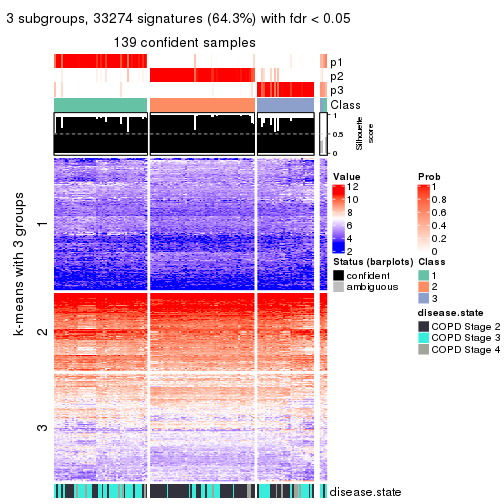 3 subgroups, 33274 signatures (64.3%) with fdr < 0.05
139 confident samples
p1
p2
p3
Class
1
0.5
0
Silhouette
score
k-means with 3 groups
1
2
3
Value
12
10
8
6
4
2
Prob
1
0.8
0.6
0.4
0.2
0
Status (barplots)
confident
ambiguous
Class
1
2
3
disease.state
COPD Stage 2
COPD Stage 3
COPD Stage 4
disease.state